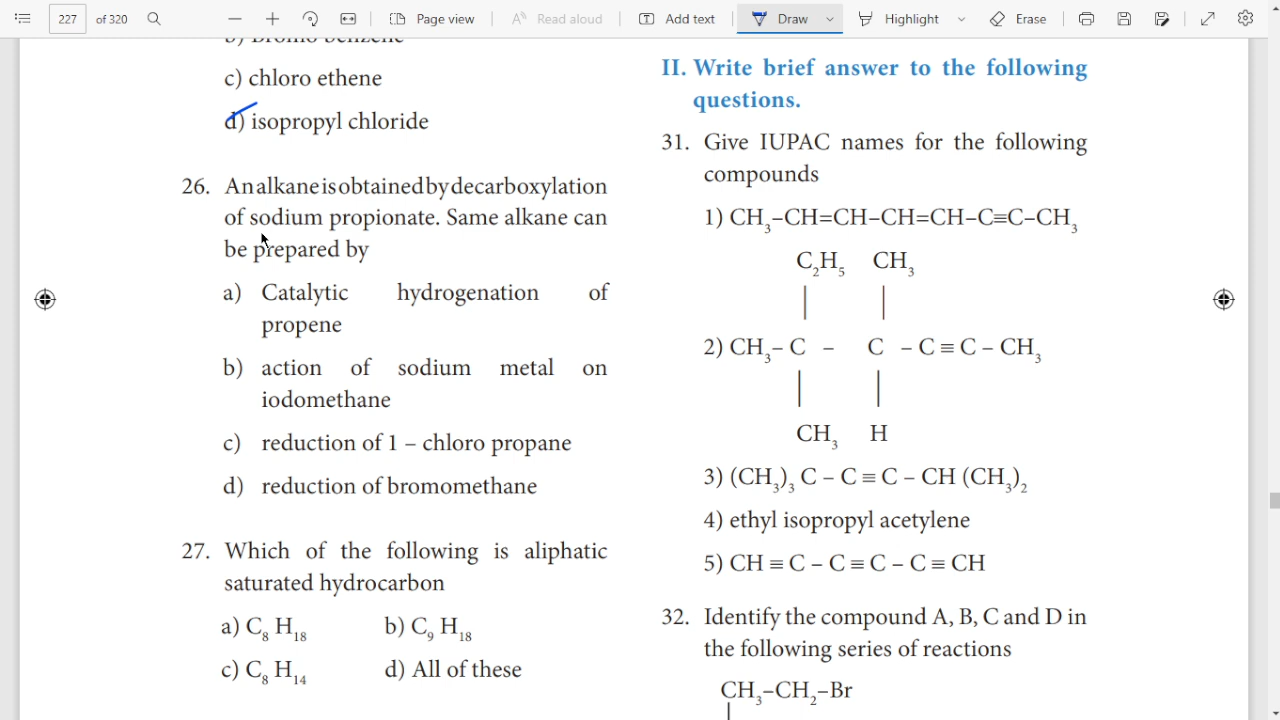 227 of 320 Page view Read aloud Add text Draw Highlight Erase
c) chloro ethene
d) isopropyl chloride
26. An alkane is obtained by decarboxylation
of sodium propionate. Same alkane can
be prepared by
a) Catalytic hydrogenation of
propene
b) action of sodium metal on
iodomethane
c) reduction of 1 – chloro propane
d) reduction of bromomethane
27. Which of the following is aliphatic
saturated hydrocarbon
a) C₈ H₁₈ b) C₉ H₁₈
c) C₈ H₁₄ d) All of these
II. Write brief answer to the following
questions.
31. Give IUPAC names for the following
compounds
1) CH₃–CH=CH–CH=CH–C≡C–CH₃
C₂H₅ CH₃
2) CH₃– C – C – C ≡ C – CH₃
CH₃ H
3) (CH₃)₃ C – C ≡ C – CH (CH₃)₂
4) ethyl isopropyl acetylene
5) CH ≡ C – C ≡ C – C ≡ CH
32. Identify the compound A, B, C and D in
the following series of reactions
CH₃–CH₂–Br